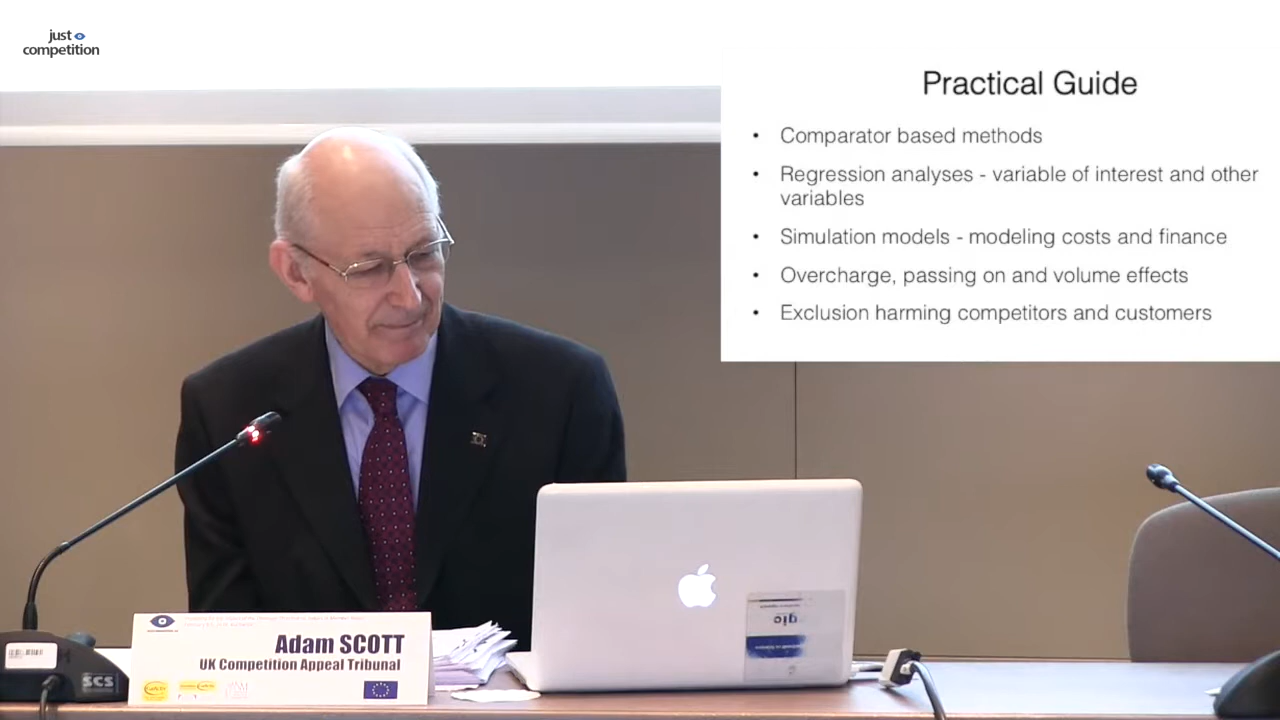 just
competition
Practical Guide
• Comparator based methods
• Regression analyses - variable of interest and other
variables
• Simulation models - modeling costs and finance
• Overcharge, passing on and volume effects
• Exclusion harming competitors and customers
Adam SCOTT
UK Competition Appeal Tribunal
SCS